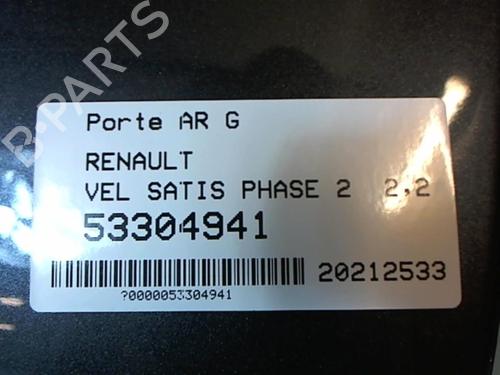 Porte AR G
RENAULT
VEL SATIS PHASE 2 2,2
53304941
20212533
?0000053304941
B-PARTS